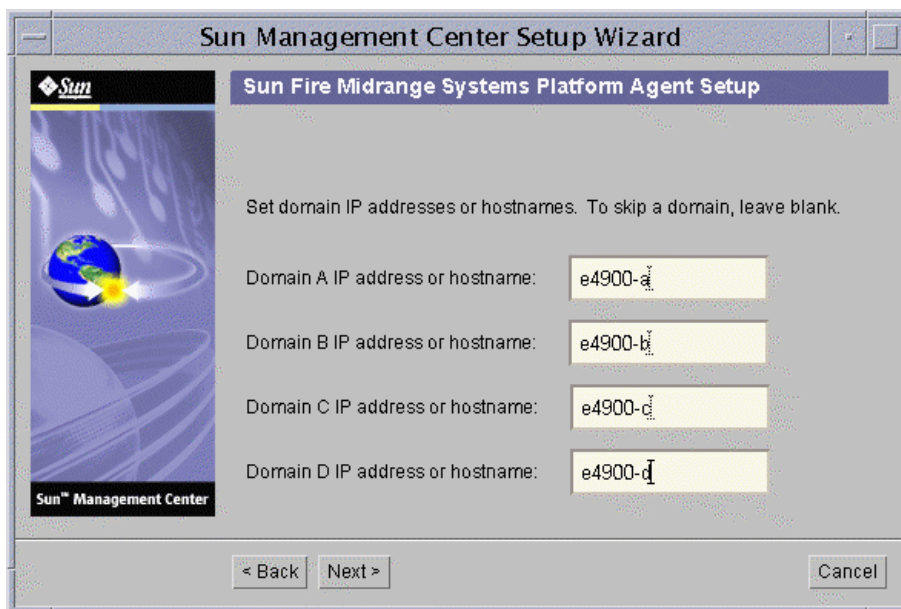 Sun Management Center Setup Wizard
Sun
Sun Fire Midrange Systems Platform Agent Setup
Set domain IP addresses or hostnames. To skip a domain, leave blank.
Domain A IP address or hostname: e4900-a
Domain B IP address or hostname: e4900-b
Domain C IP address or hostname: e4900-c
Domain D IP address or hostname: e4900-d
Sun™ Management Center
< Back Next > Cancel